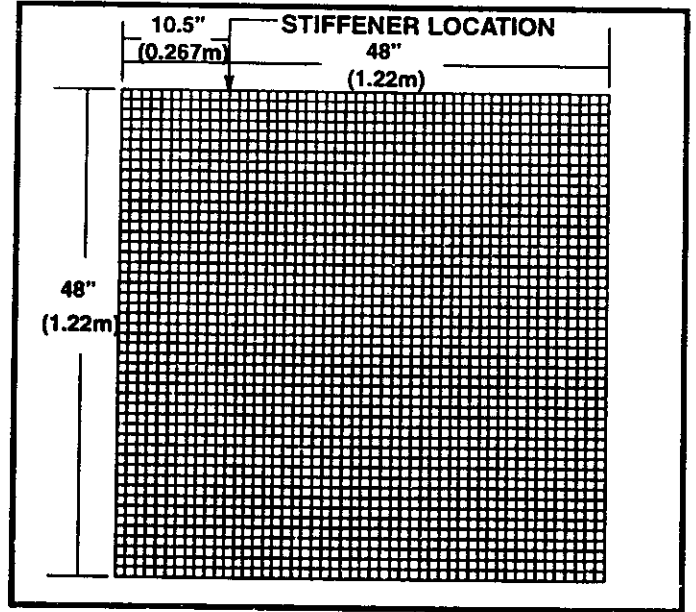 10.5"
(0.267m)
STIFFENER LOCATION
48"
(1.22m)
48"
(1.22m)